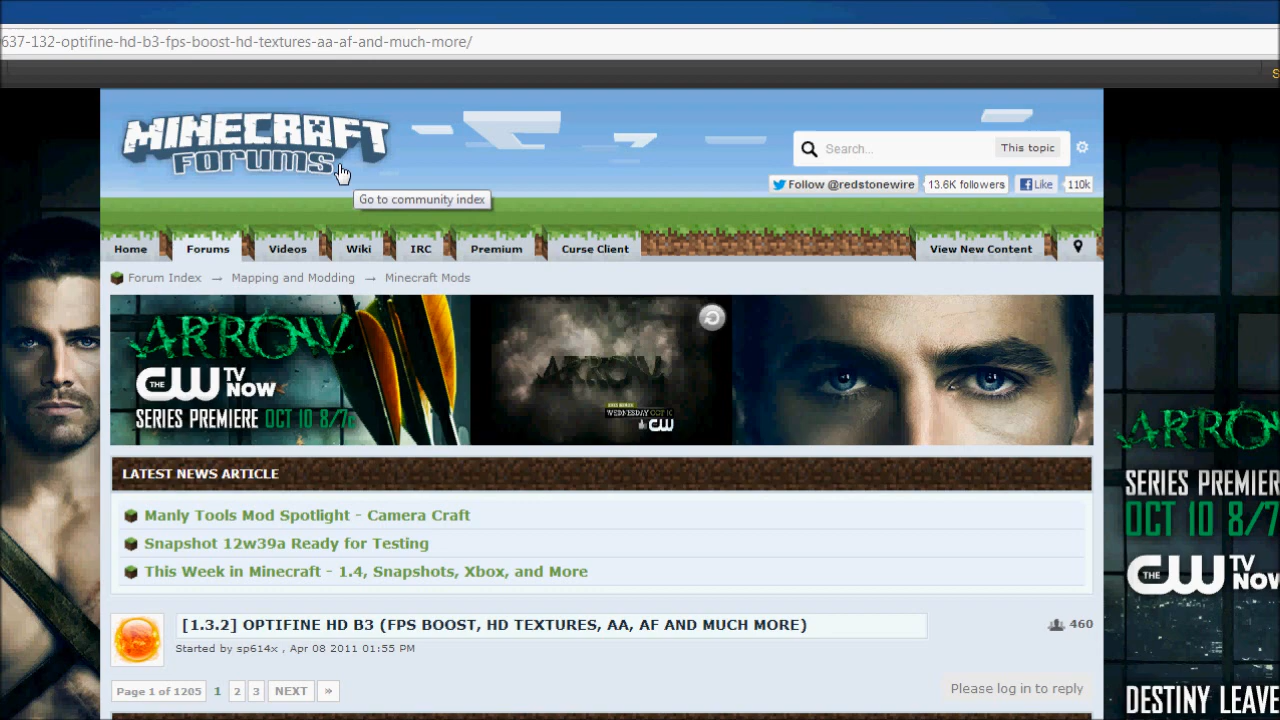 637-132-optifine-hd-b3-fps-boost-hd-textures-aa-af-and-much-more/
S
MINECRAFT
FORUMS
Search...
This topic
Go to community index
Follow @redstonewire
13.6K followers
Like
110k
Home
Forums
Videos
Wiki
IRC
Premium
Curse Client
View New Content
Forum Index → Mapping and Modding → Minecraft Mods
ARROW
THE CW TV NOW
SERIES PREMIERE OCT 10 8/7c
ARROW
WEDNESDAY OCT 10
CW
LATEST NEWS ARTICLE
Manly Tools Mod Spotlight - Camera Craft
Snapshot 12w39a Ready for Testing
This Week in Minecraft - 1.4, Snapshots, Xbox, and More
[1.3.2] OPTIFINE HD B3 (FPS BOOST, HD TEXTURES, AA, AF AND MUCH MORE)
460
Started by sp614x , Apr 08 2011 01:55 PM
Page 1 of 1205
1
2
3
NEXT
»
Please log in to reply
ARRO
SERIES PREMIER
OCT 10 8/7
THE CW TV NOW
DESTINY LEAVE